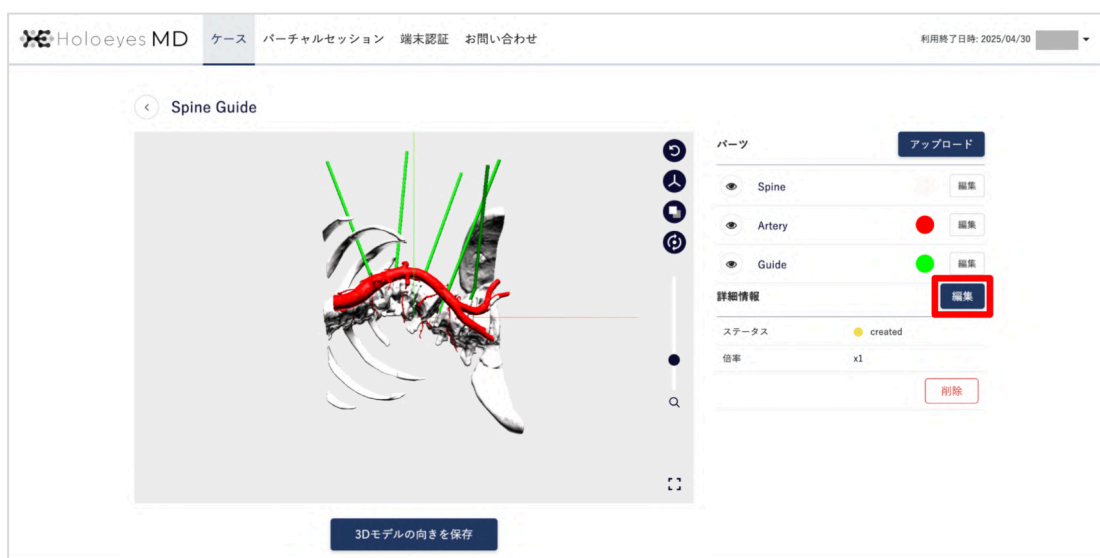 Holoeyes MD ケース バーチャルセッション 端末認証 お問い合わせ 利用終了日時: 2025/04/30
Spine Guide
パーツ アップロード
Spine 編集
Artery 編集
Guide 編集
詳細情報 編集
ステータス created
倍率 x1
削除
3Dモデルの向きを保存